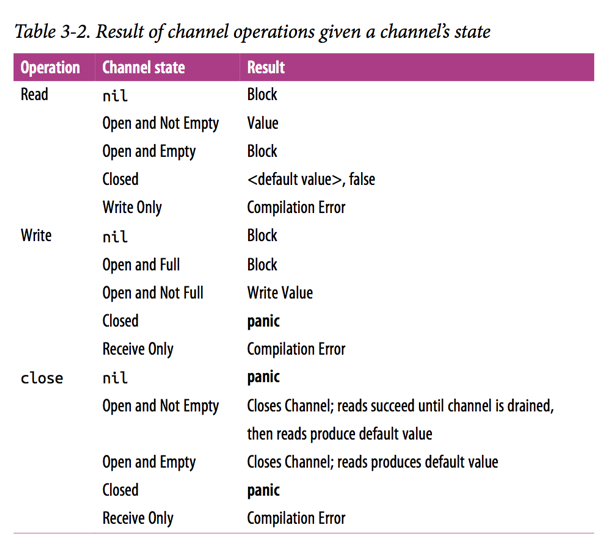 Table 3-2. Result of channel operations given a channel’s state
Operation Channel state Result
Read nil Block
Open and Not Empty Value
Open and Empty Block
Closed <default value>, false
Write Only Compilation Error
Write nil Block
Open and Full Block
Open and Not Full Write Value
Closed panic
Receive Only Compilation Error
close nil panic
Open and Not Empty Closes Channel; reads succeed until channel is drained,
then reads produce default value
Open and Empty Closes Channel; reads produces default value
Closed panic
Receive Only Compilation Error